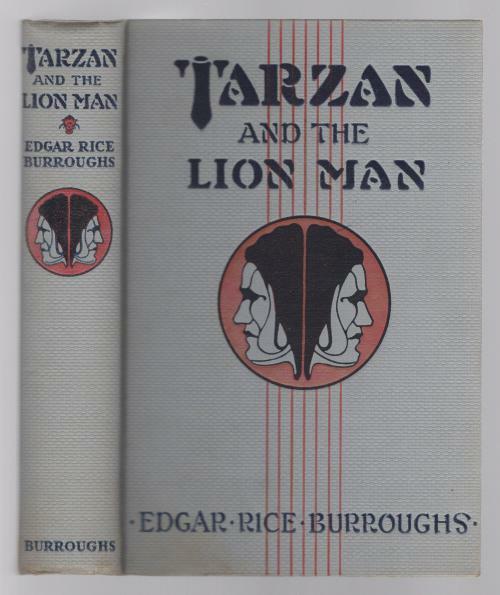 TARZAN
AND THE
LION MAN
EDGAR RICE
BURROUGHS
BURROUGHS
TARZAN
AND THE
LION MAN
·EDGAR·RICE·BURROUGHS·